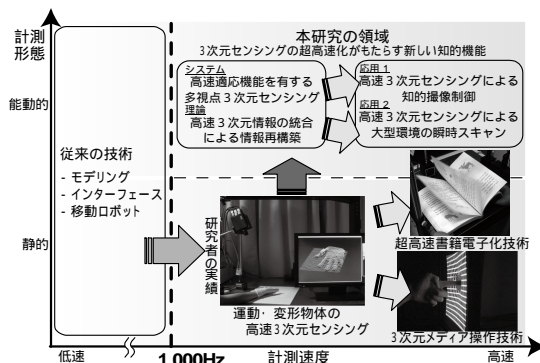 計測
形態
能動的
静的
従来の技術
- モデリング
- インターフェース
- 移動ロボット
本研究の領域
3次元センシングの超高速化がもたらす新しい知的機能
システム
高速適応機能を有する
多視点3次元センシング
理論
高速3次元情報の統合
による情報再構築
応用1
高速3次元センシングによる
知的撮像制御
応用2
高速3次元センシングによる
大型環境の瞬時スキャン
研究者の実績
運動・変形物体の
高速3次元センシング
超高速書籍電子化技術
3次元メディア操作技術
低速
1,000Hz
計測速度
高速